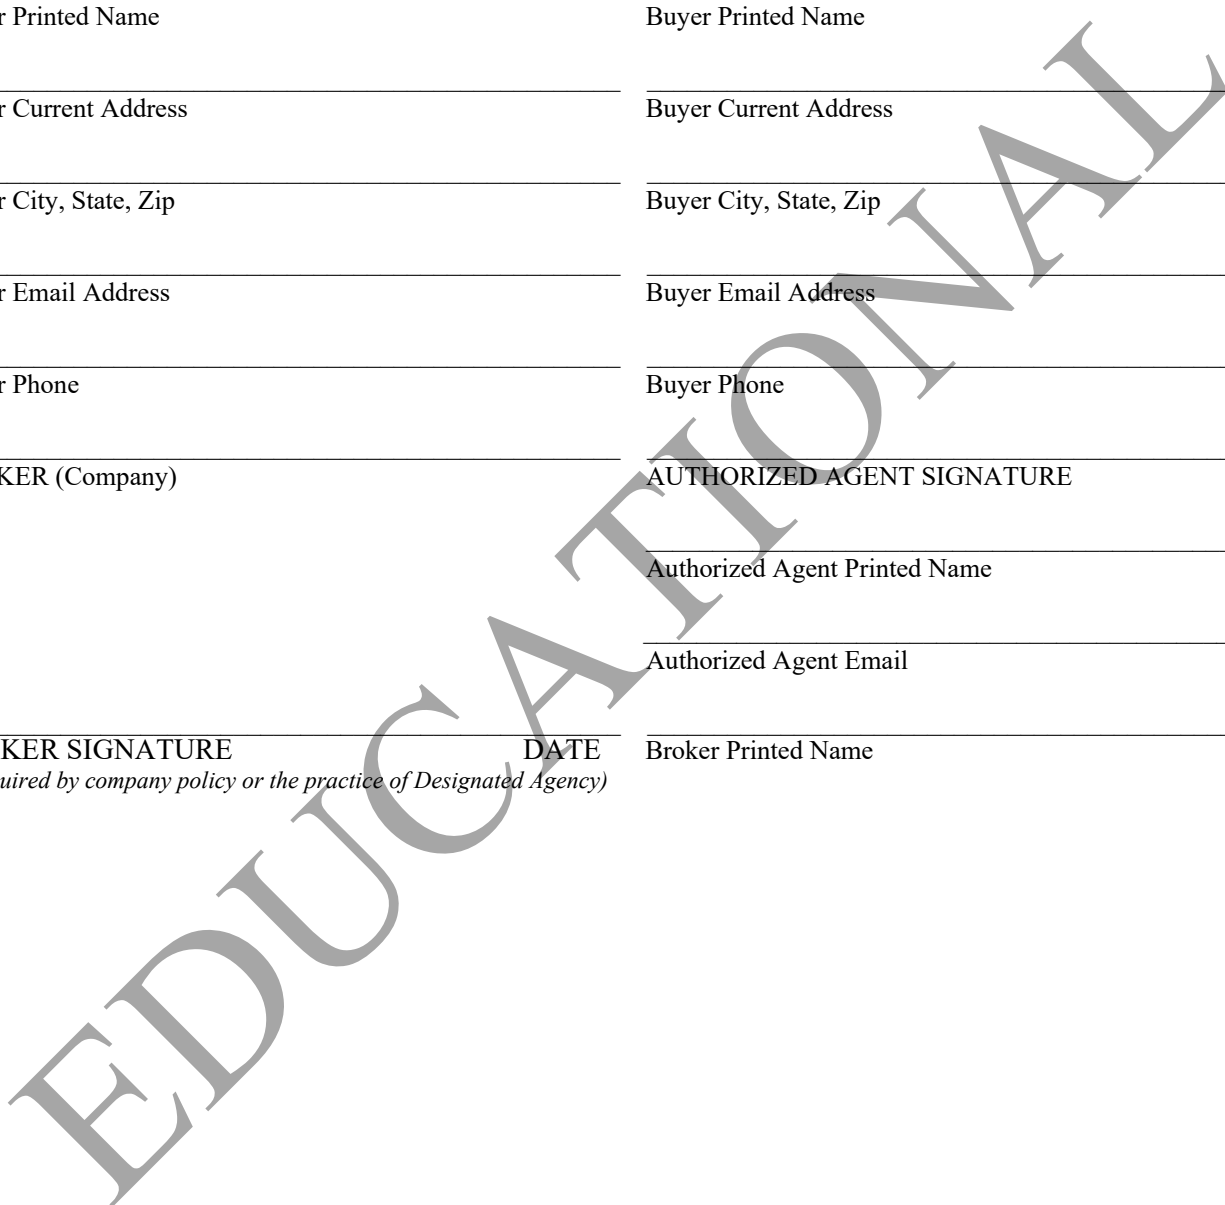 r Printed Name Buyer Printed Name
r Current Address Buyer Current Address
r City, State, Zip Buyer City, State, Zip
r Email Address Buyer Email Address
r Phone Buyer Phone
KER (Company) AUTHORIZED AGENT SIGNATURE
Authorized Agent Printed Name
Authorized Agent Email
KER SIGNATURE DATE Broker Printed Name
uired by company policy or the practice of Designated Agency)
EDUCATIONAL